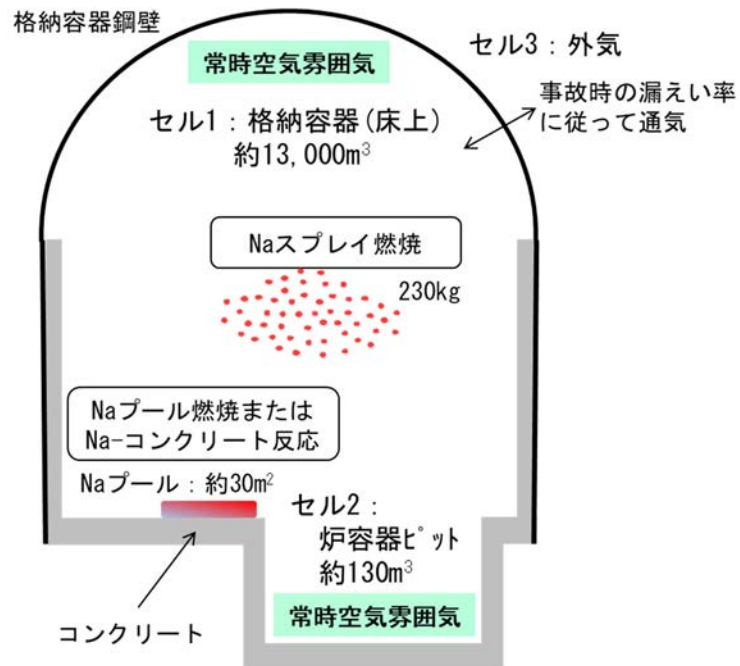 格納容器鋼壁
常時空気雰囲気
セル3：外気
セル1：格納容器(床上)
約13,000m³
事故時の漏えい率
に従って通気
Naスプレイ燃焼
230kg
Naプール燃焼または
Na-コンクリート反応
Naプール：約30m²
セル2：
炉容器ﾋﾟｯﾄ
約130m³
常時空気雰囲気
コンクリート